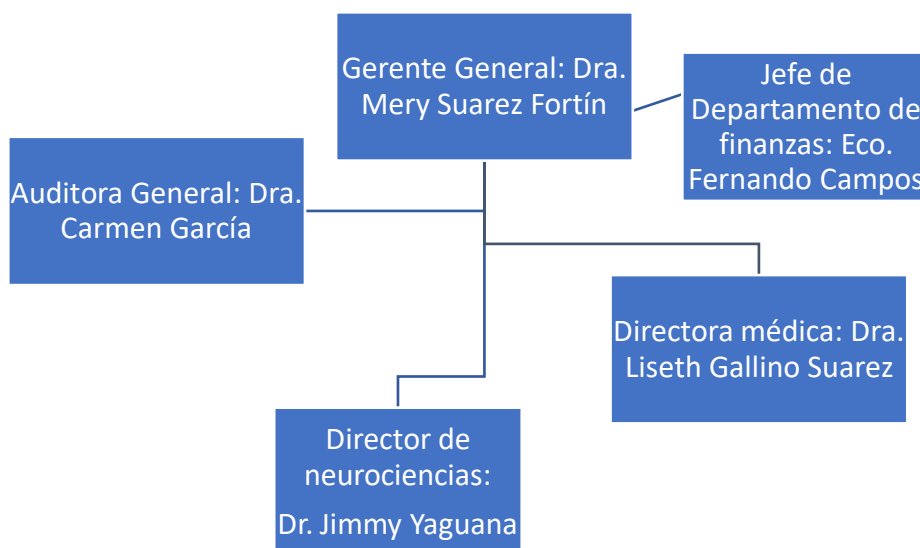 Gerente General: Dra.
Mery Suarez Fortín
Jefe de
Departamento de
finanzas: Eco.
Fernando Campos
Auditora General: Dra.
Carmen García
Directora médica: Dra.
Liseth Gallino Suarez
Director de
neurociencias:
Dr. Jimmy Yaguana